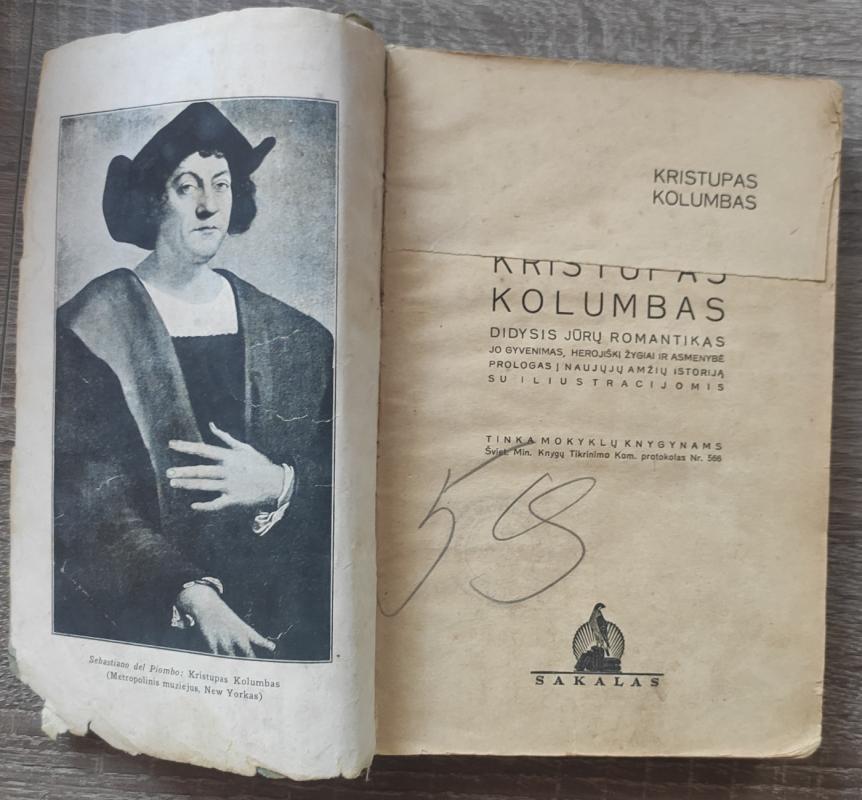 Sebastiano del Piombo: Kristupas Kolumbas
(Metropolinis muziejus, New Yorkas)
KRISTUPAS
KOLUMBAS
KRISTUPAS
KOLUMBAS
DIDYSIS JŪRŲ ROMANTIKAS
JO GYVENIMAS, HEROJIŠKI ŽYGIAI IR ASMENYBĖ
PROLOGAS Į NAUJŲJŲ AMŽIŲ ISTORIJĄ
SU ILIUSTRACIJOMIS
TINKA MOKYKLŲ KNYGYNAMS
Šviet. Min. Knygų Tikrinimo Kom. protokolas Nr. 566
SAKALAS